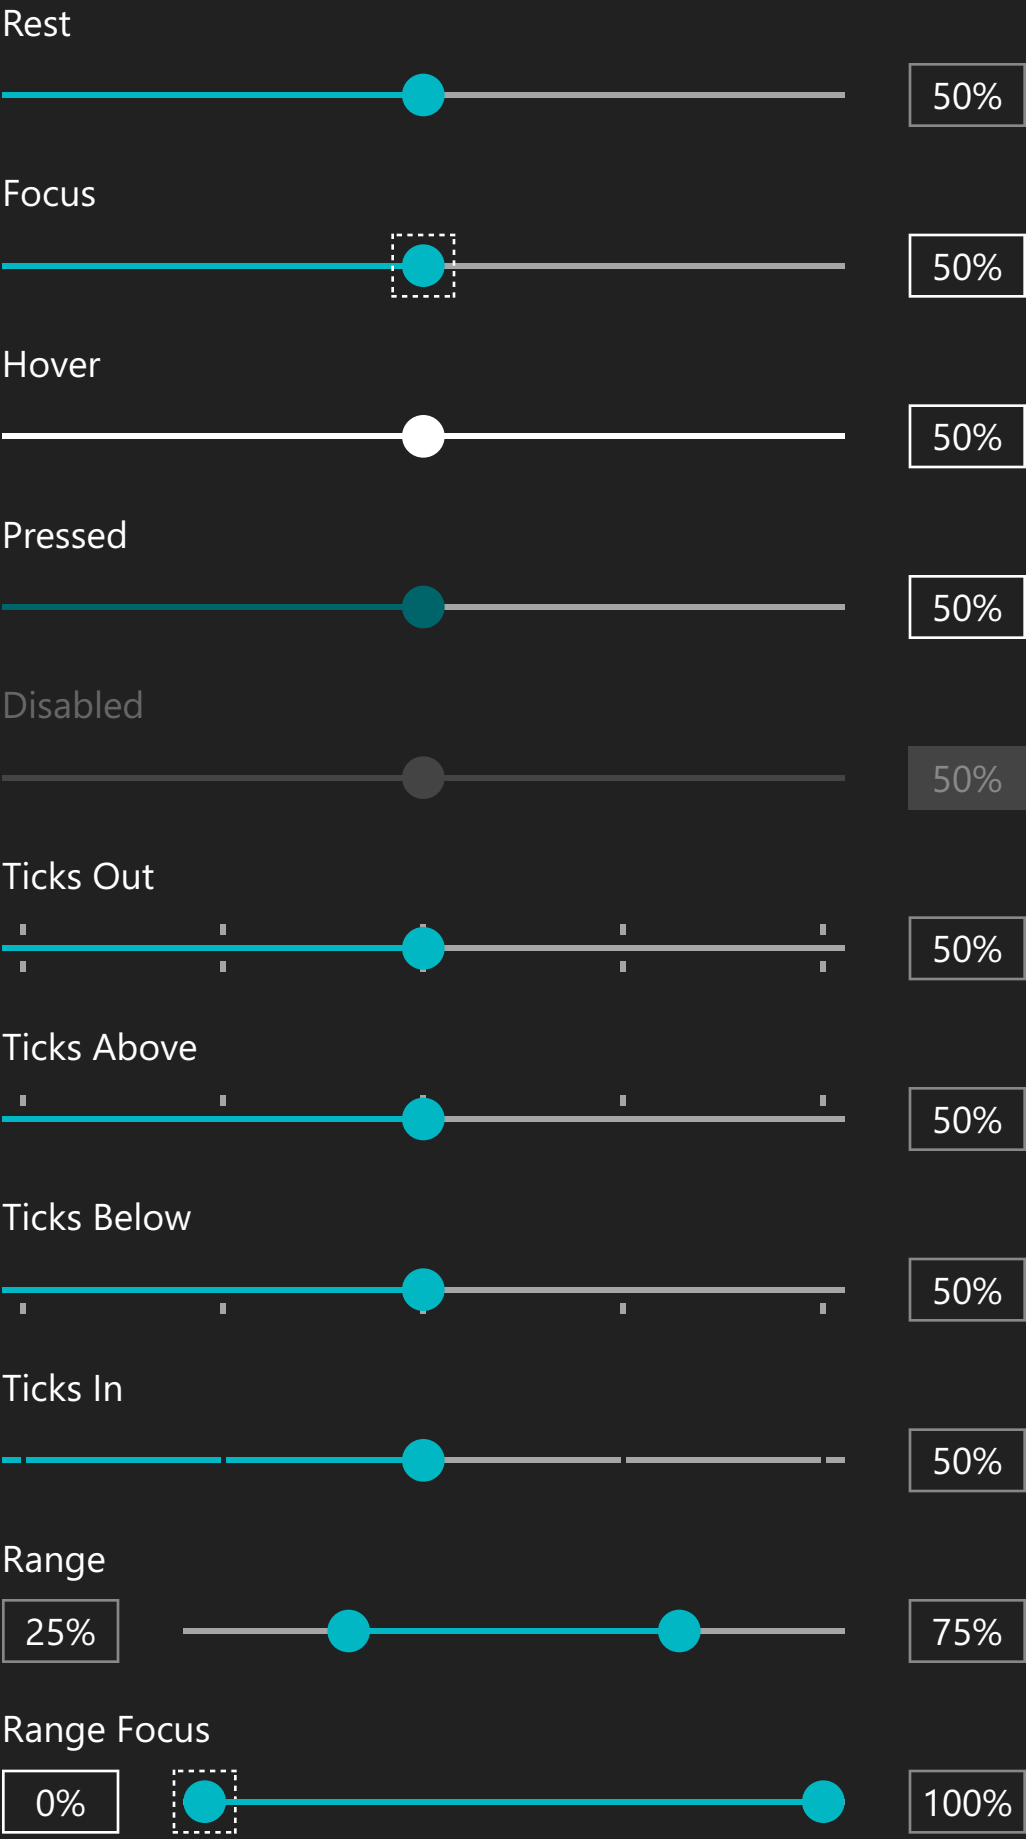 Rest
50%
Focus
50%
Hover
50%
Pressed
50%
Disabled
50%
Ticks Out
50%
Ticks Above
50%
Ticks Below
50%
Ticks In
50%
Range
25% 75%
Range Focus
0% 100%